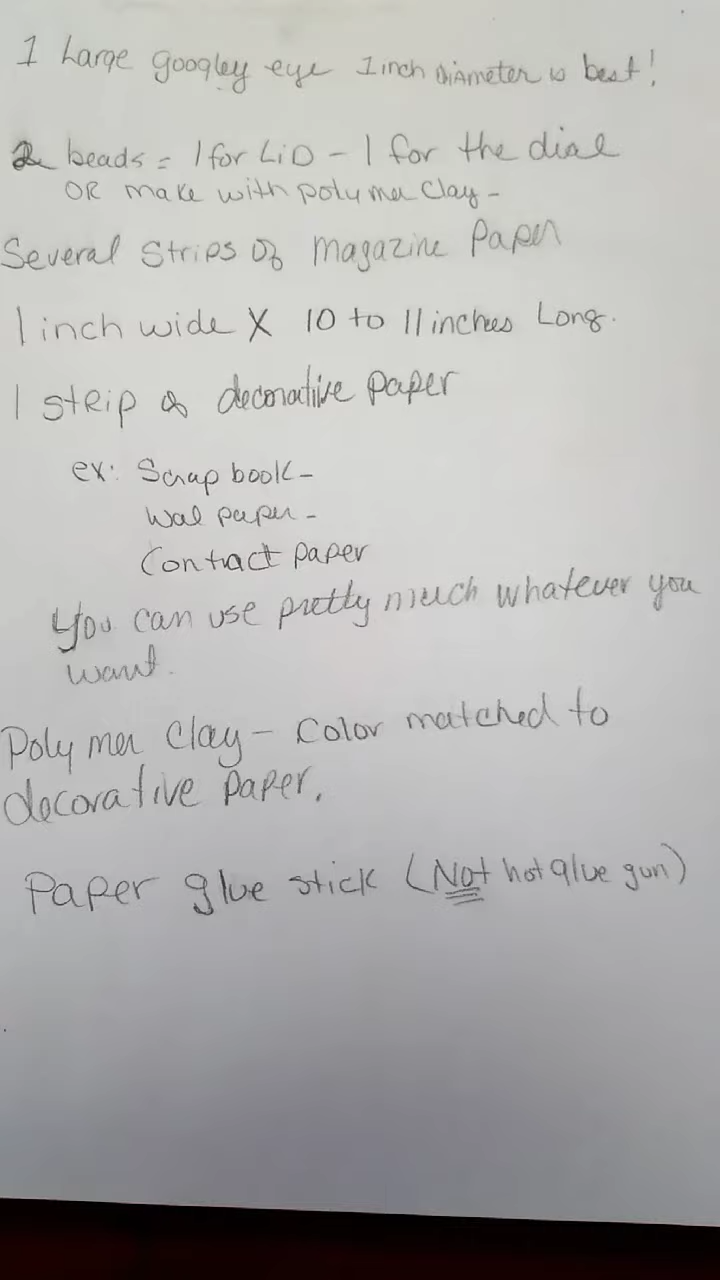 1 Large googley eye 1 inch Diameter is best!
2 beads = 1 for LiD - 1 for the dial
OR make with polymer Clay -
Several Strips of magazine Paper
1 inch wide X 10 to 11 inches Long.
1 strip of decorative paper
ex: Scrap book -
Wal paper -
Contact paper
You can use pretty much whatever you
want.
Polymer Clay - Color matched to
decorative paper.
Paper glue stick (Not hot glue gun)